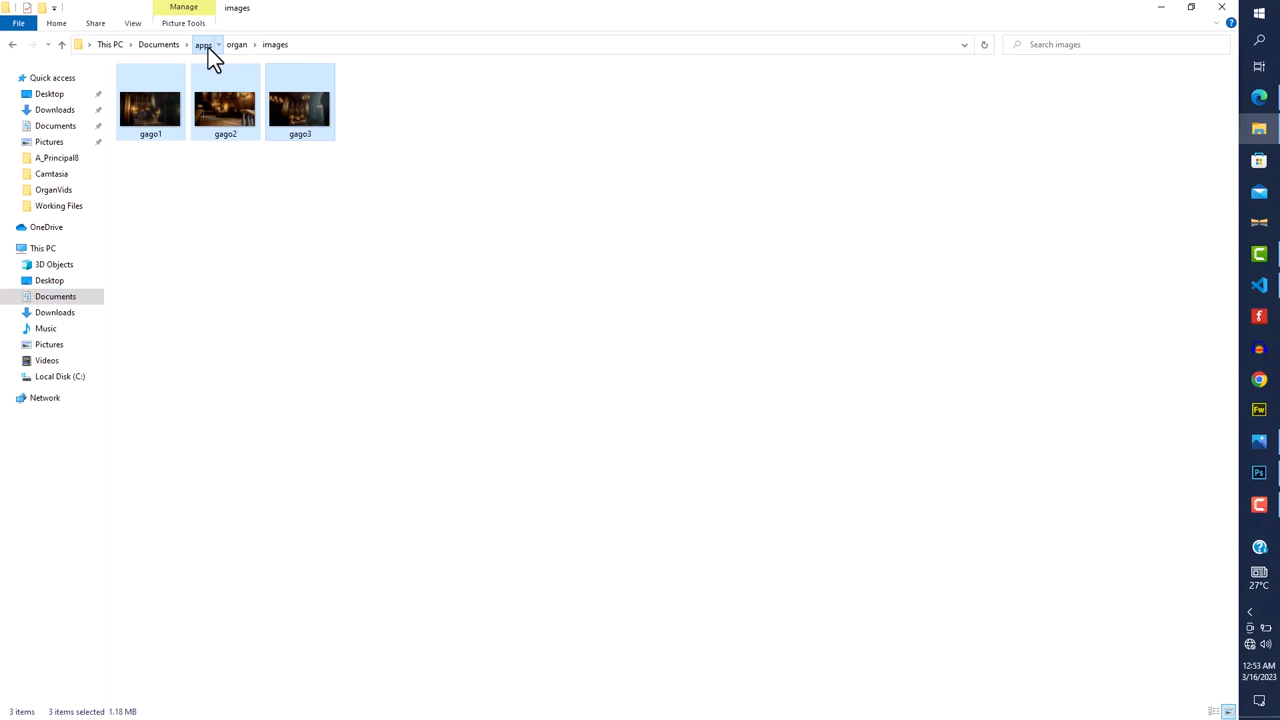 Manage
images
File
Home
Share
View
Picture Tools
This PC
Documents
apps
organ
images
Search images
Quick access
Desktop
Downloads
Documents
Pictures
A_Principal8
Camtasia
OrganVids
Working Files
OneDrive
This PC
3D Objects
Desktop
Documents
Downloads
Music
Pictures
Videos
Local Disk (C:)
Network
gago1
gago2
gago3
Fw
Ps
27°C
12:53 AM
3/16/2023
3 items
3 items selected 1.18 MB